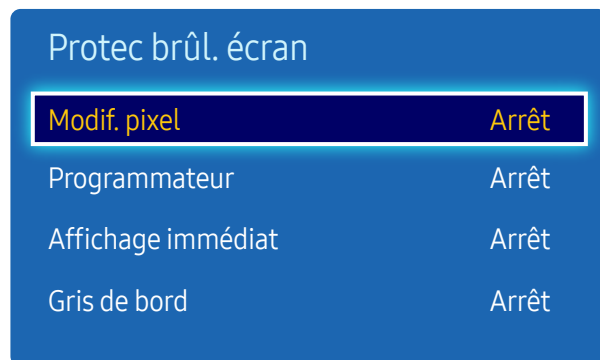 Protec brûl. écran
Modif. pixel Arrêt
Programmateur Arrêt
Affichage immédiat Arrêt
Gris de bord Arrêt